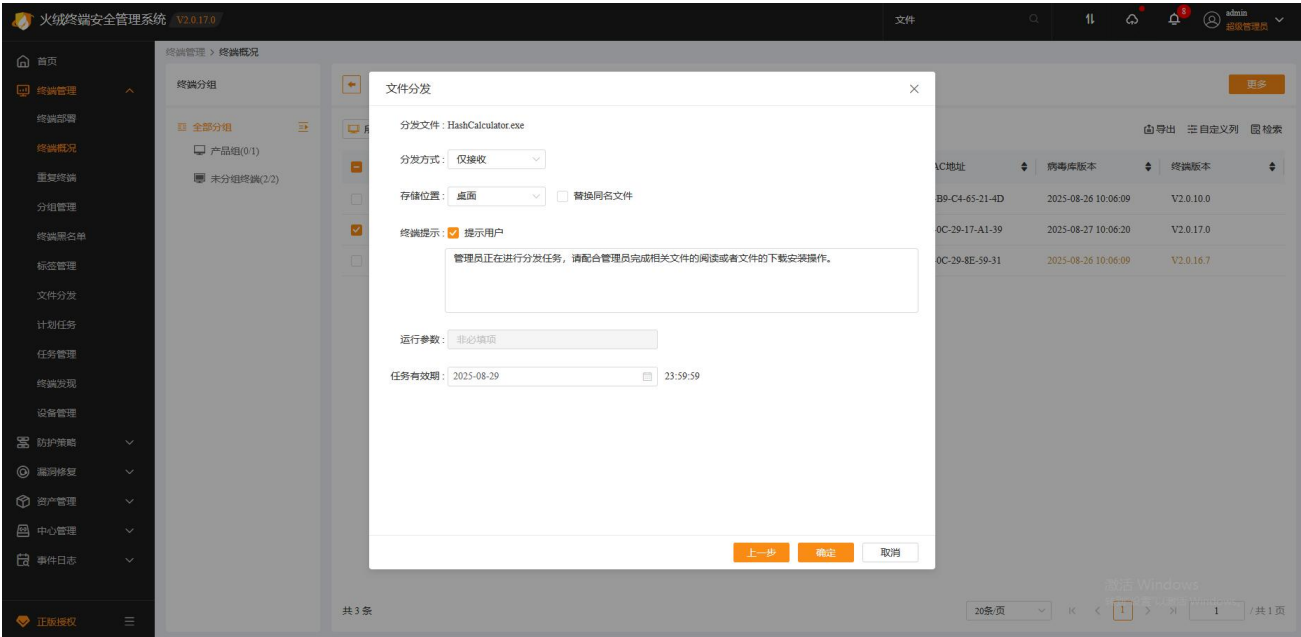 火绒终端安全管理系统 V2.0.17.0
文件
8
admin
超级管理员
首页
终端管理
终端部署
终端概况
重复终端
分组管理
终端黑名单
标签管理
文件分发
计划任务
任务管理
终端发现
设备管理
防护策略
漏洞修复
资产管理
中心管理
事件日志
正版授权
终端管理 > 终端概况
终端分组
全部分组
产品组(0/1)
未分组终端(2/2)
更多
导出 自定义列 检索
AC地址 病毒库版本 终端版本
B9-C4-65-21-4D 2025-08-26 10:06:09 V2.0.10.0
0C-29-17-A1-39 2025-08-27 10:06:20 V2.0.17.0
0C-29-8E-59-31 2025-08-26 10:06:09 V2.0.16.7
文件分发
分发文件 : HashCalculator.exe
分发方式 : 仅接收
存储位置 : 桌面 替换同名文件
终端提示 : 提示用户
管理员正在进行分发任务，请配合管理员完成相关文件的阅读或者文件的下载安装操作。
运行参数 : 非必填项
任务有效期 : 2025-08-29 23:59:59
上一步 确定 取消
激活 Windows
共 3 条
20条/页 1 1 / 共 1 页